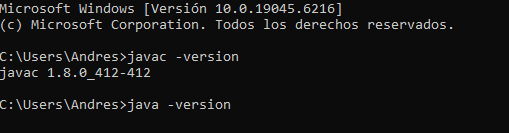 Microsoft Windows [Versión 10.0.19045.6216]
(c) Microsoft Corporation. Todos los derechos reservados.
C:\Users\Andres>javac -version
javac 1.8.0_412-412
C:\Users\Andres>java -version